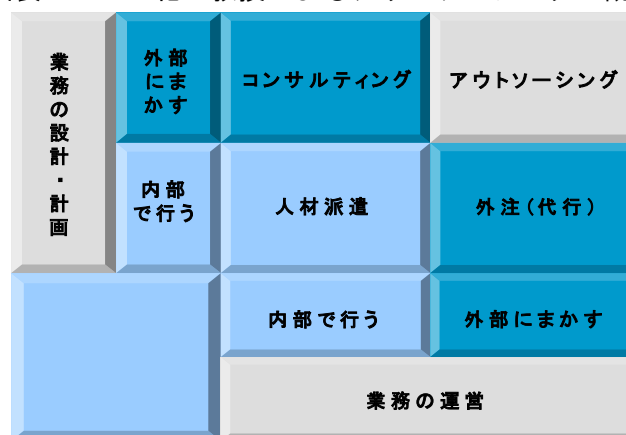 業務の設計・計画
外部
にま
かす
コンサルティング
アウトソーシング
内部
で行う
人材派遣
外注(代行)
内部で行う
外部にまかす
業務の運営